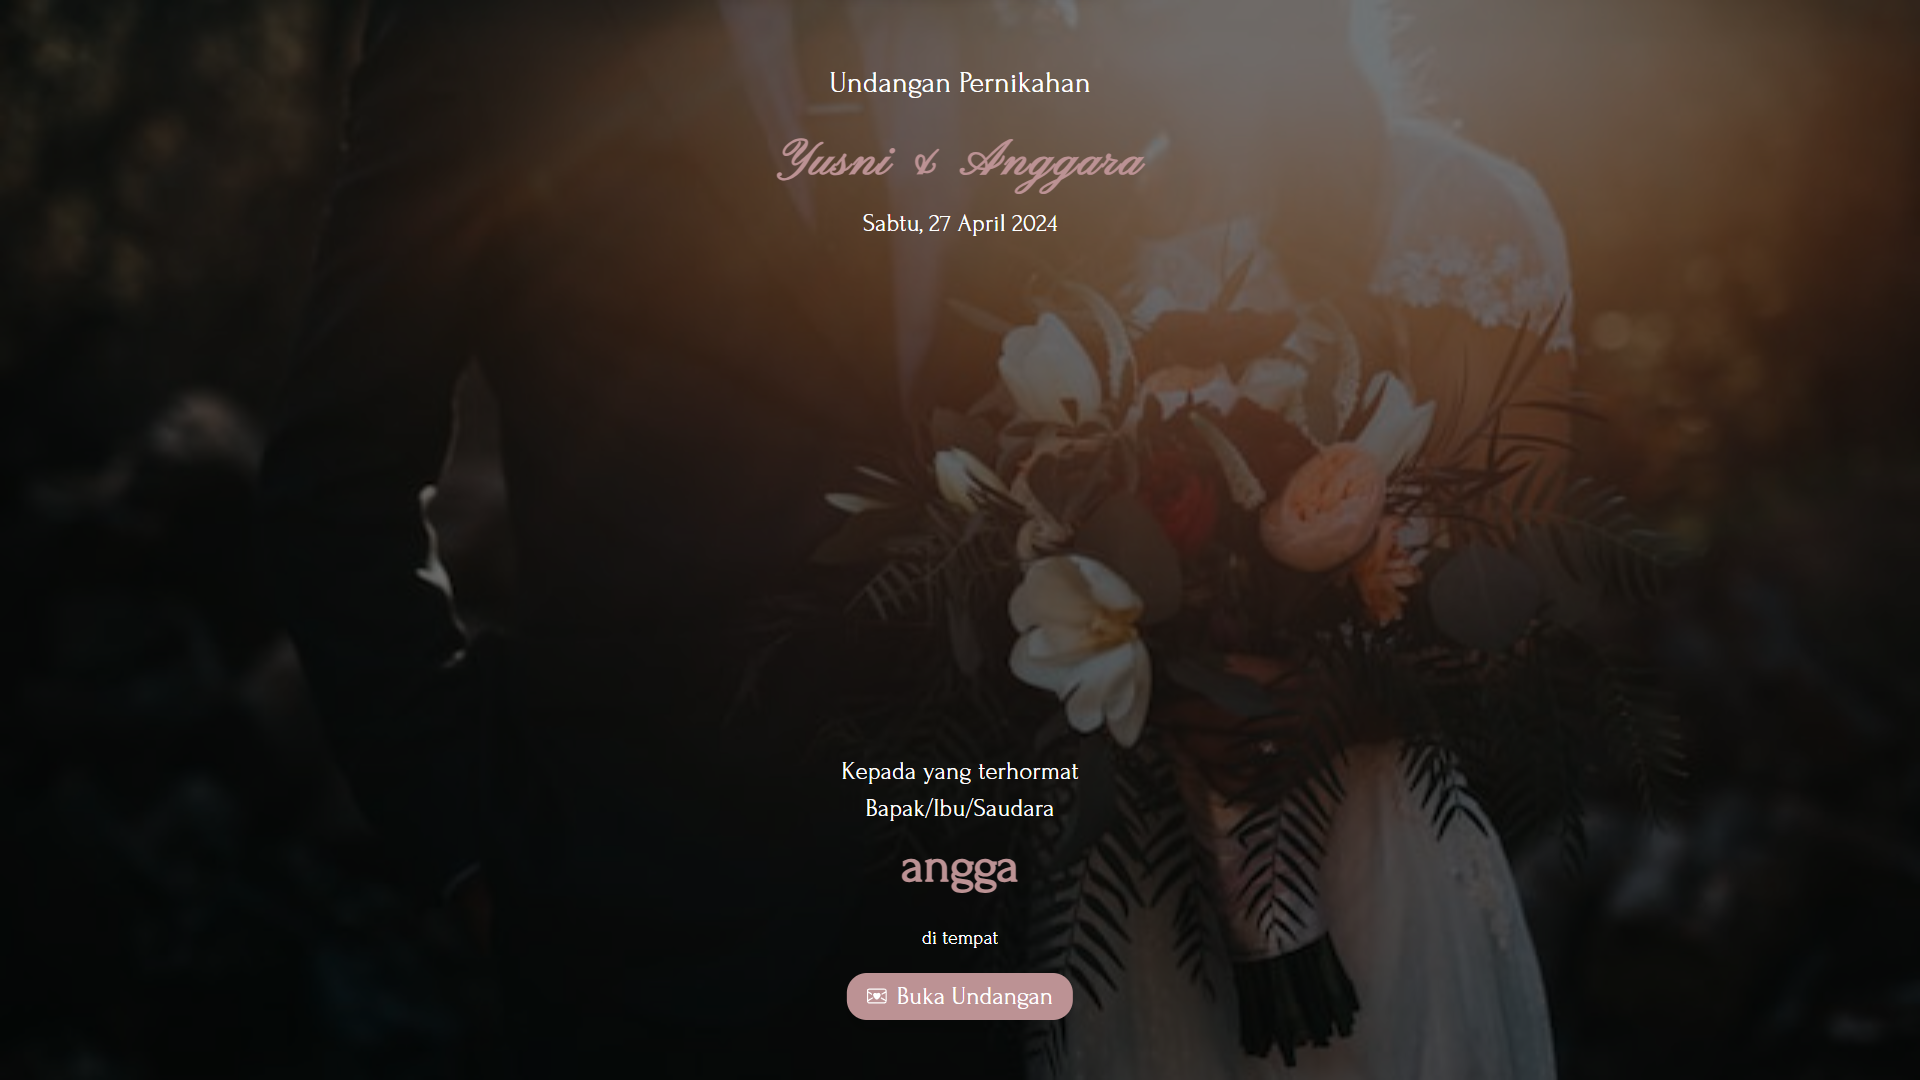 Undangan Pernikahan
Yusni & Anggara
Sabtu, 27 April 2024
Kepada yang terhormat
Bapak/Ibu/Saudara
angga
di tempat
Buka Undangan